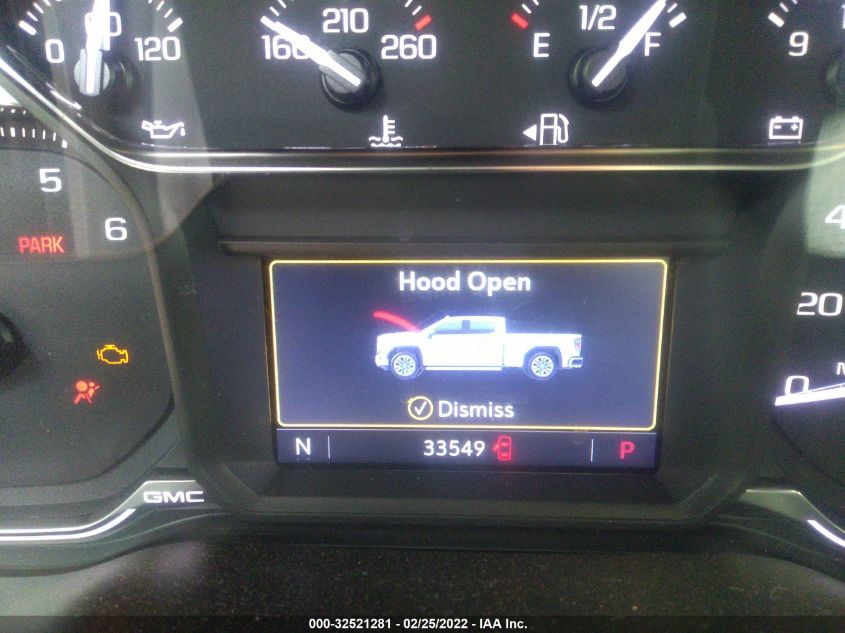 0 80 120
160 210 260
E 1/2 F
9
5
6
PARK
4
20
0
Hood Open
Dismiss
N 33549 P
GMC
000-32521281 - 02/25/2022 - IAA Inc.